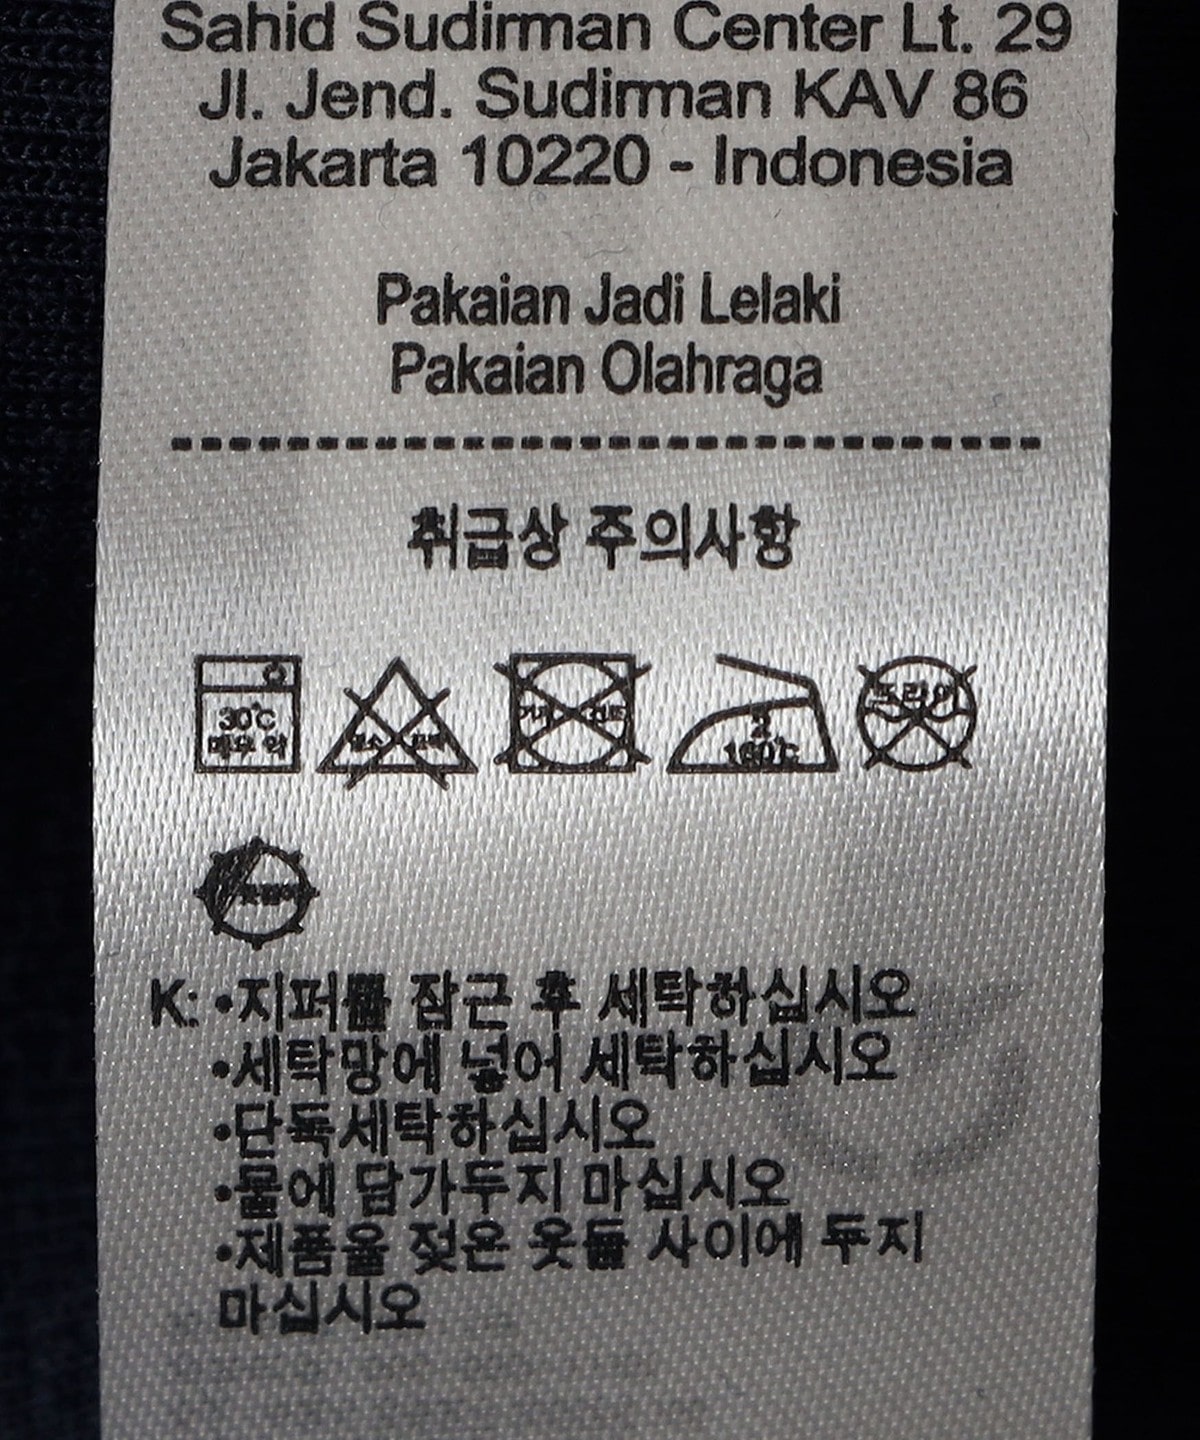 Sahid Sudirman Center Lt. 29
Jl. Jend. Sudirman KAV 86
Jakarta 10220 - Indonesia
Pakaian Jadi Lelaki
Pakaian Olahraga
취급상 주의사항
30℃
2
K: •지퍼를 잠근 후 세탁하십시오
•세탁망에 넣어 세탁하십시오
•단독세탁하십시오
•물에 담가두지 마십시오
•제품을 젖은 옷들 사이에 두지
마십시오